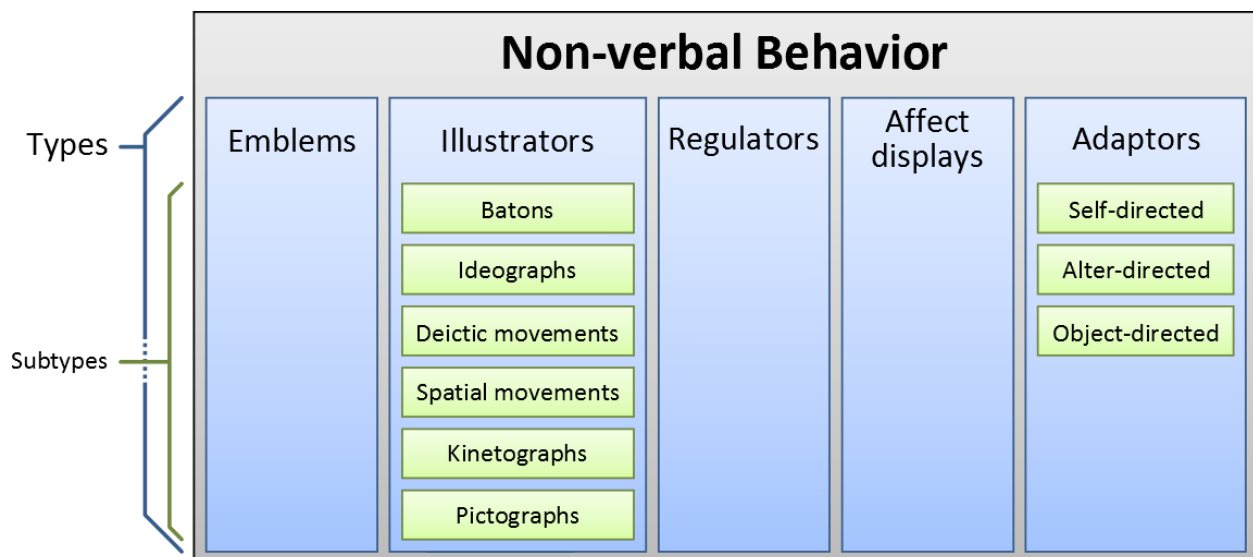 Non-verbal Behavior
Types
Subtypes
Emblems
Illustrators
Batons
Ideographs
Deictic movements
Spatial movements
Kinetographs
Pictographs
Regulators
Affect
displays
Adaptors
Self-directed
Alter-directed
Object-directed